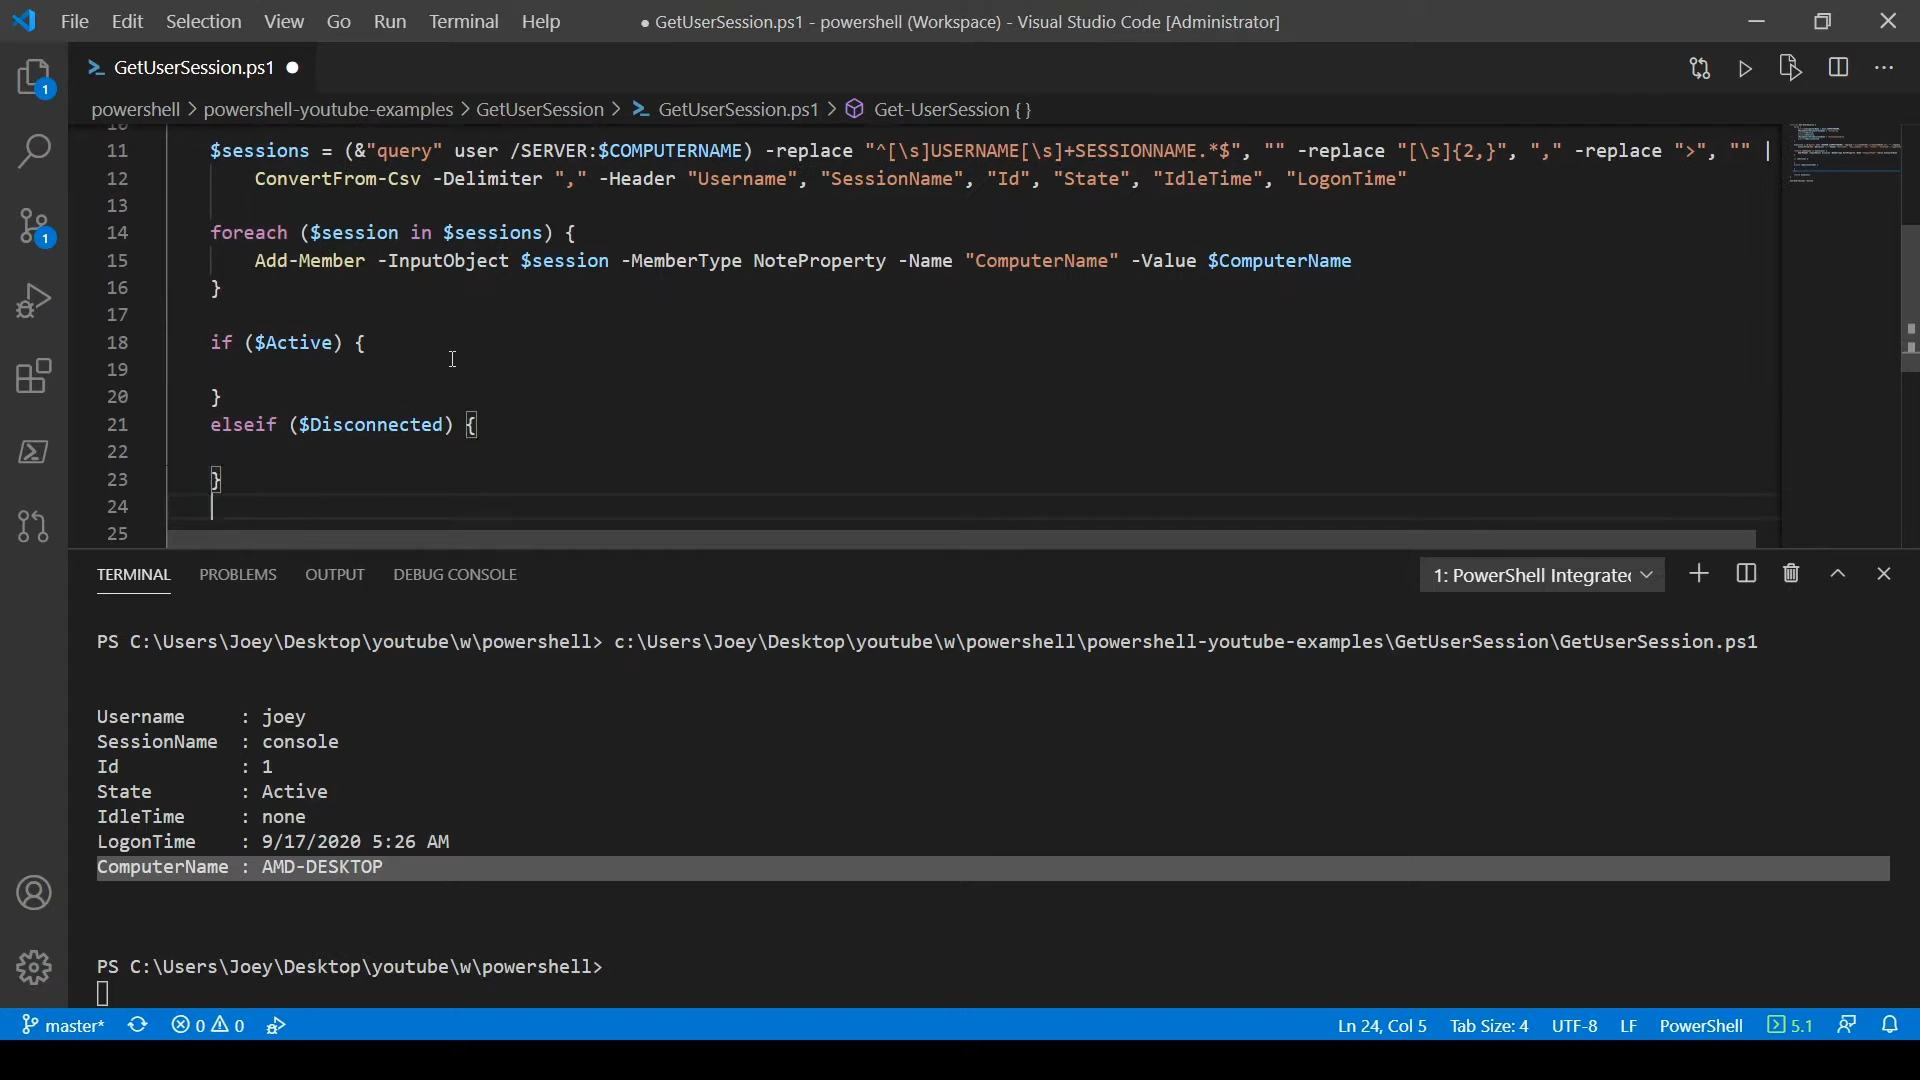 File Edit Selection View Go Run Terminal Help ● GetUserSession.ps1 - powershell (Workspace) - Visual Studio Code [Administrator]
GetUserSession.ps1
powershell > powershell-youtube-examples > GetUserSession > GetUserSession.ps1 > Get-UserSession { }
10
11 $sessions = (&"query" user /SERVER:$COMPUTERNAME) -replace "^[\s]USERNAME[\s]+SESSIONNAME.*$", "" -replace "[\s]{2,}", "," -replace ">", "" |
12 ConvertFrom-Csv -Delimiter "," -Header "Username", "SessionName", "Id", "State", "IdleTime", "LogonTime"
13
14 foreach ($session in $sessions) {
15 Add-Member -InputObject $session -MemberType NoteProperty -Name "ComputerName" -Value $ComputerName
16 }
17
18 if ($Active) {
19
20 }
21 elseif ($Disconnected) {
22
23 }
24
25
TERMINAL PROBLEMS OUTPUT DEBUG CONSOLE 1: PowerShell Integrated
PS C:\Users\Joey\Desktop\youtube\w\powershell> c:\Users\Joey\Desktop\youtube\w\powershell\powershell-youtube-examples\GetUserSession\GetUserSession.ps1
Username : joey
SessionName : console
Id : 1
State : Active
IdleTime : none
LogonTime : 9/17/2020 5:26 AM
ComputerName : AMD-DESKTOP
PS C:\Users\Joey\Desktop\youtube\w\powershell>
master* 0 0 Ln 24, Col 5 Tab Size: 4 UTF-8 LF PowerShell 5.1
1
1